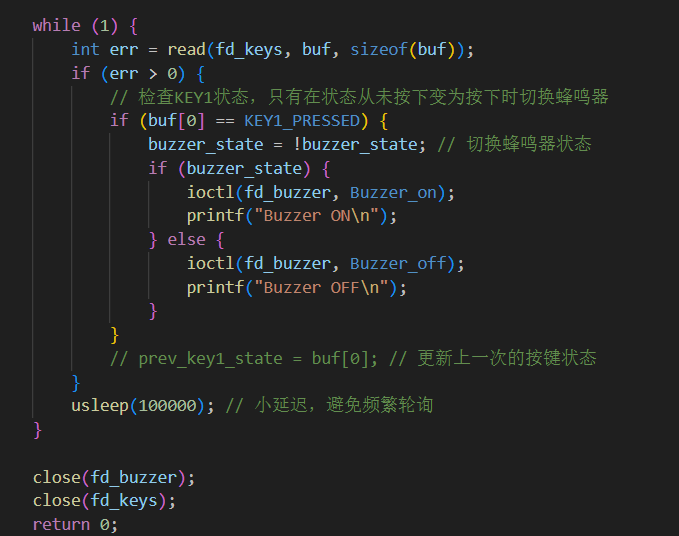 while (1) {
int err = read(fd_keys, buf, sizeof(buf));
if (err > 0) {
// 检查KEY1状态，只有在状态从未按下变为按下时切换蜂鸣器
if (buf[0] == KEY1_PRESSED) {
buzzer_state = !buzzer_state; // 切换蜂鸣器状态
if (buzzer_state) {
ioctl(fd_buzzer, Buzzer_on);
printf("Buzzer ON\n");
} else {
ioctl(fd_buzzer, Buzzer_off);
printf("Buzzer OFF\n");
}
}
// prev_key1_state = buf[0]; // 更新上一次的按键状态
}
usleep(100000); // 小延迟，避免频繁轮询
}
close(fd_buzzer);
close(fd_keys);
return 0;